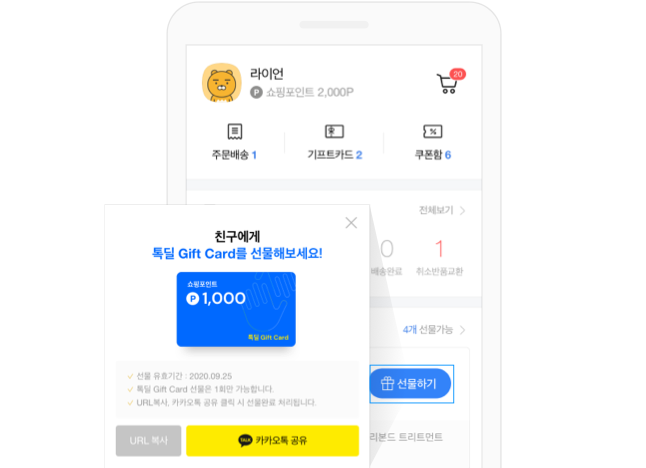 라이언
P 쇼핑포인트 2,000P
20
주문배송 1
기프트카드 2
쿠폰함 6
전체보기
0
1
배송완료
취소반품교환
4개 선물가능
선물하기
리본드 트리트먼트
친구에게
톡딜 Gift Card를 선물해보세요!
쇼핑포인트
P 1,000
톡딜 Gift Card
선물 유효기간 : 2020.09.25
톡딜 Gift Card 선물은 1회만 가능합니다.
URL복사, 카카오톡 공유 클릭 시 선물완료 처리됩니다.
URL 복사
TALK 카카오톡 공유